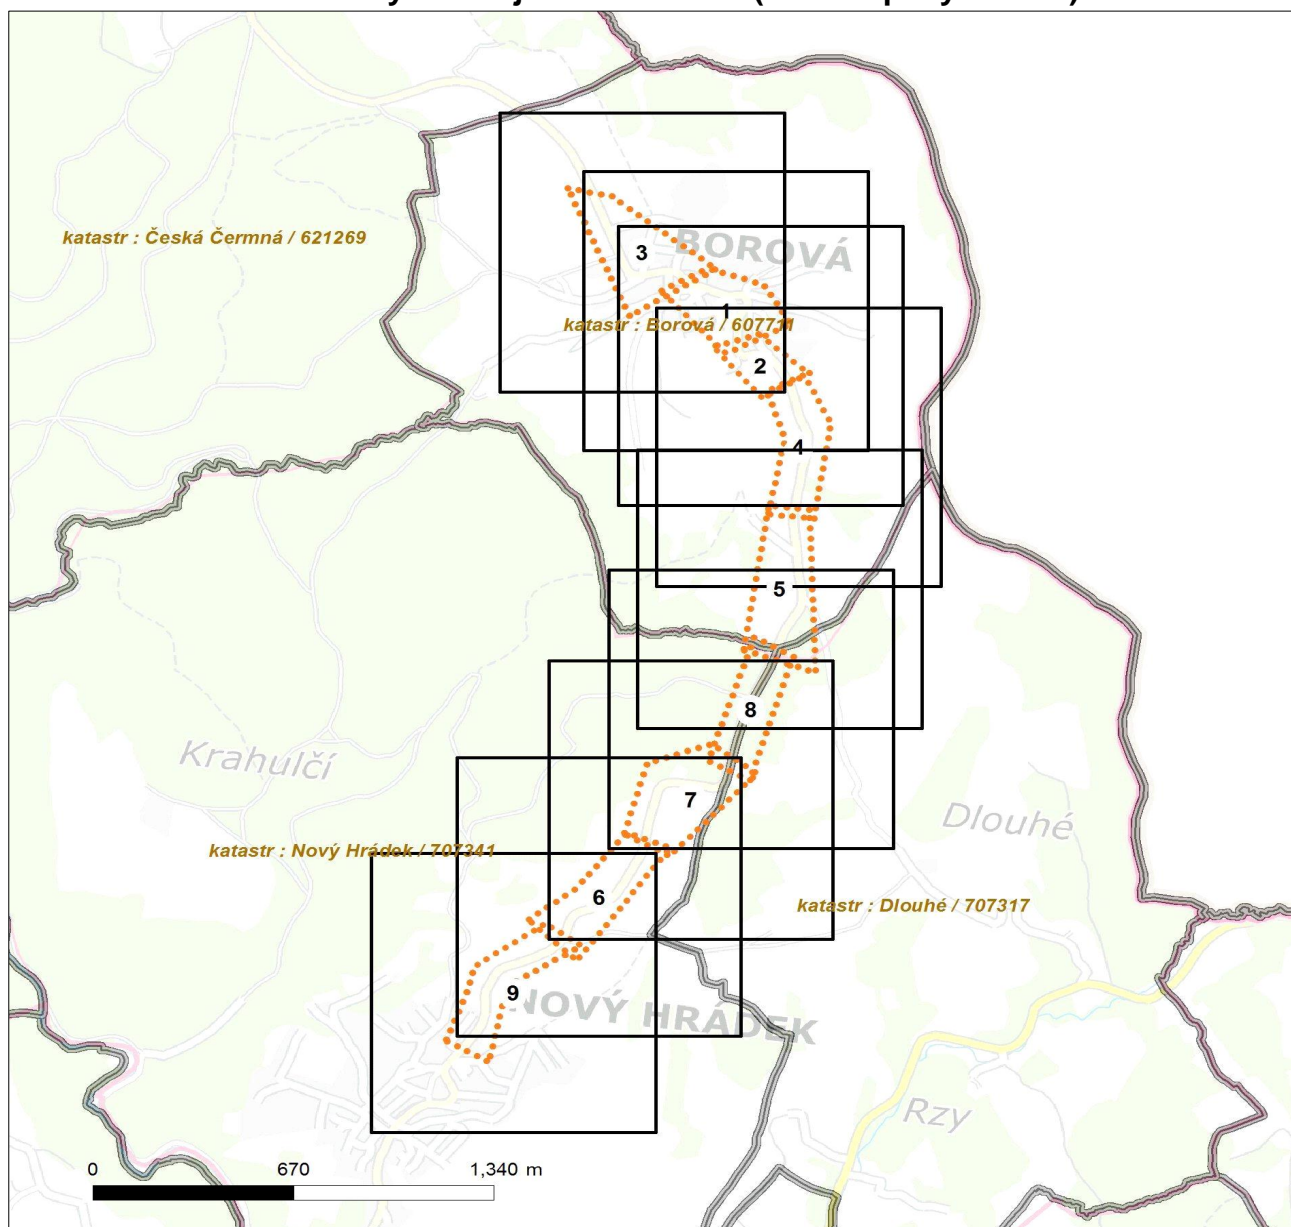 katastr : Česká Čermná / 621269
3
BOROVÁ
1
katastr : Borová / 607711
2
4
5
8
Krahulčí
7
Dlouhé
katastr : Nový Hrádek / 707341
6
katastr : Dlouhé / 707317
9
NOVÝ HRÁDEK
Rzy
0 670 1,340 m